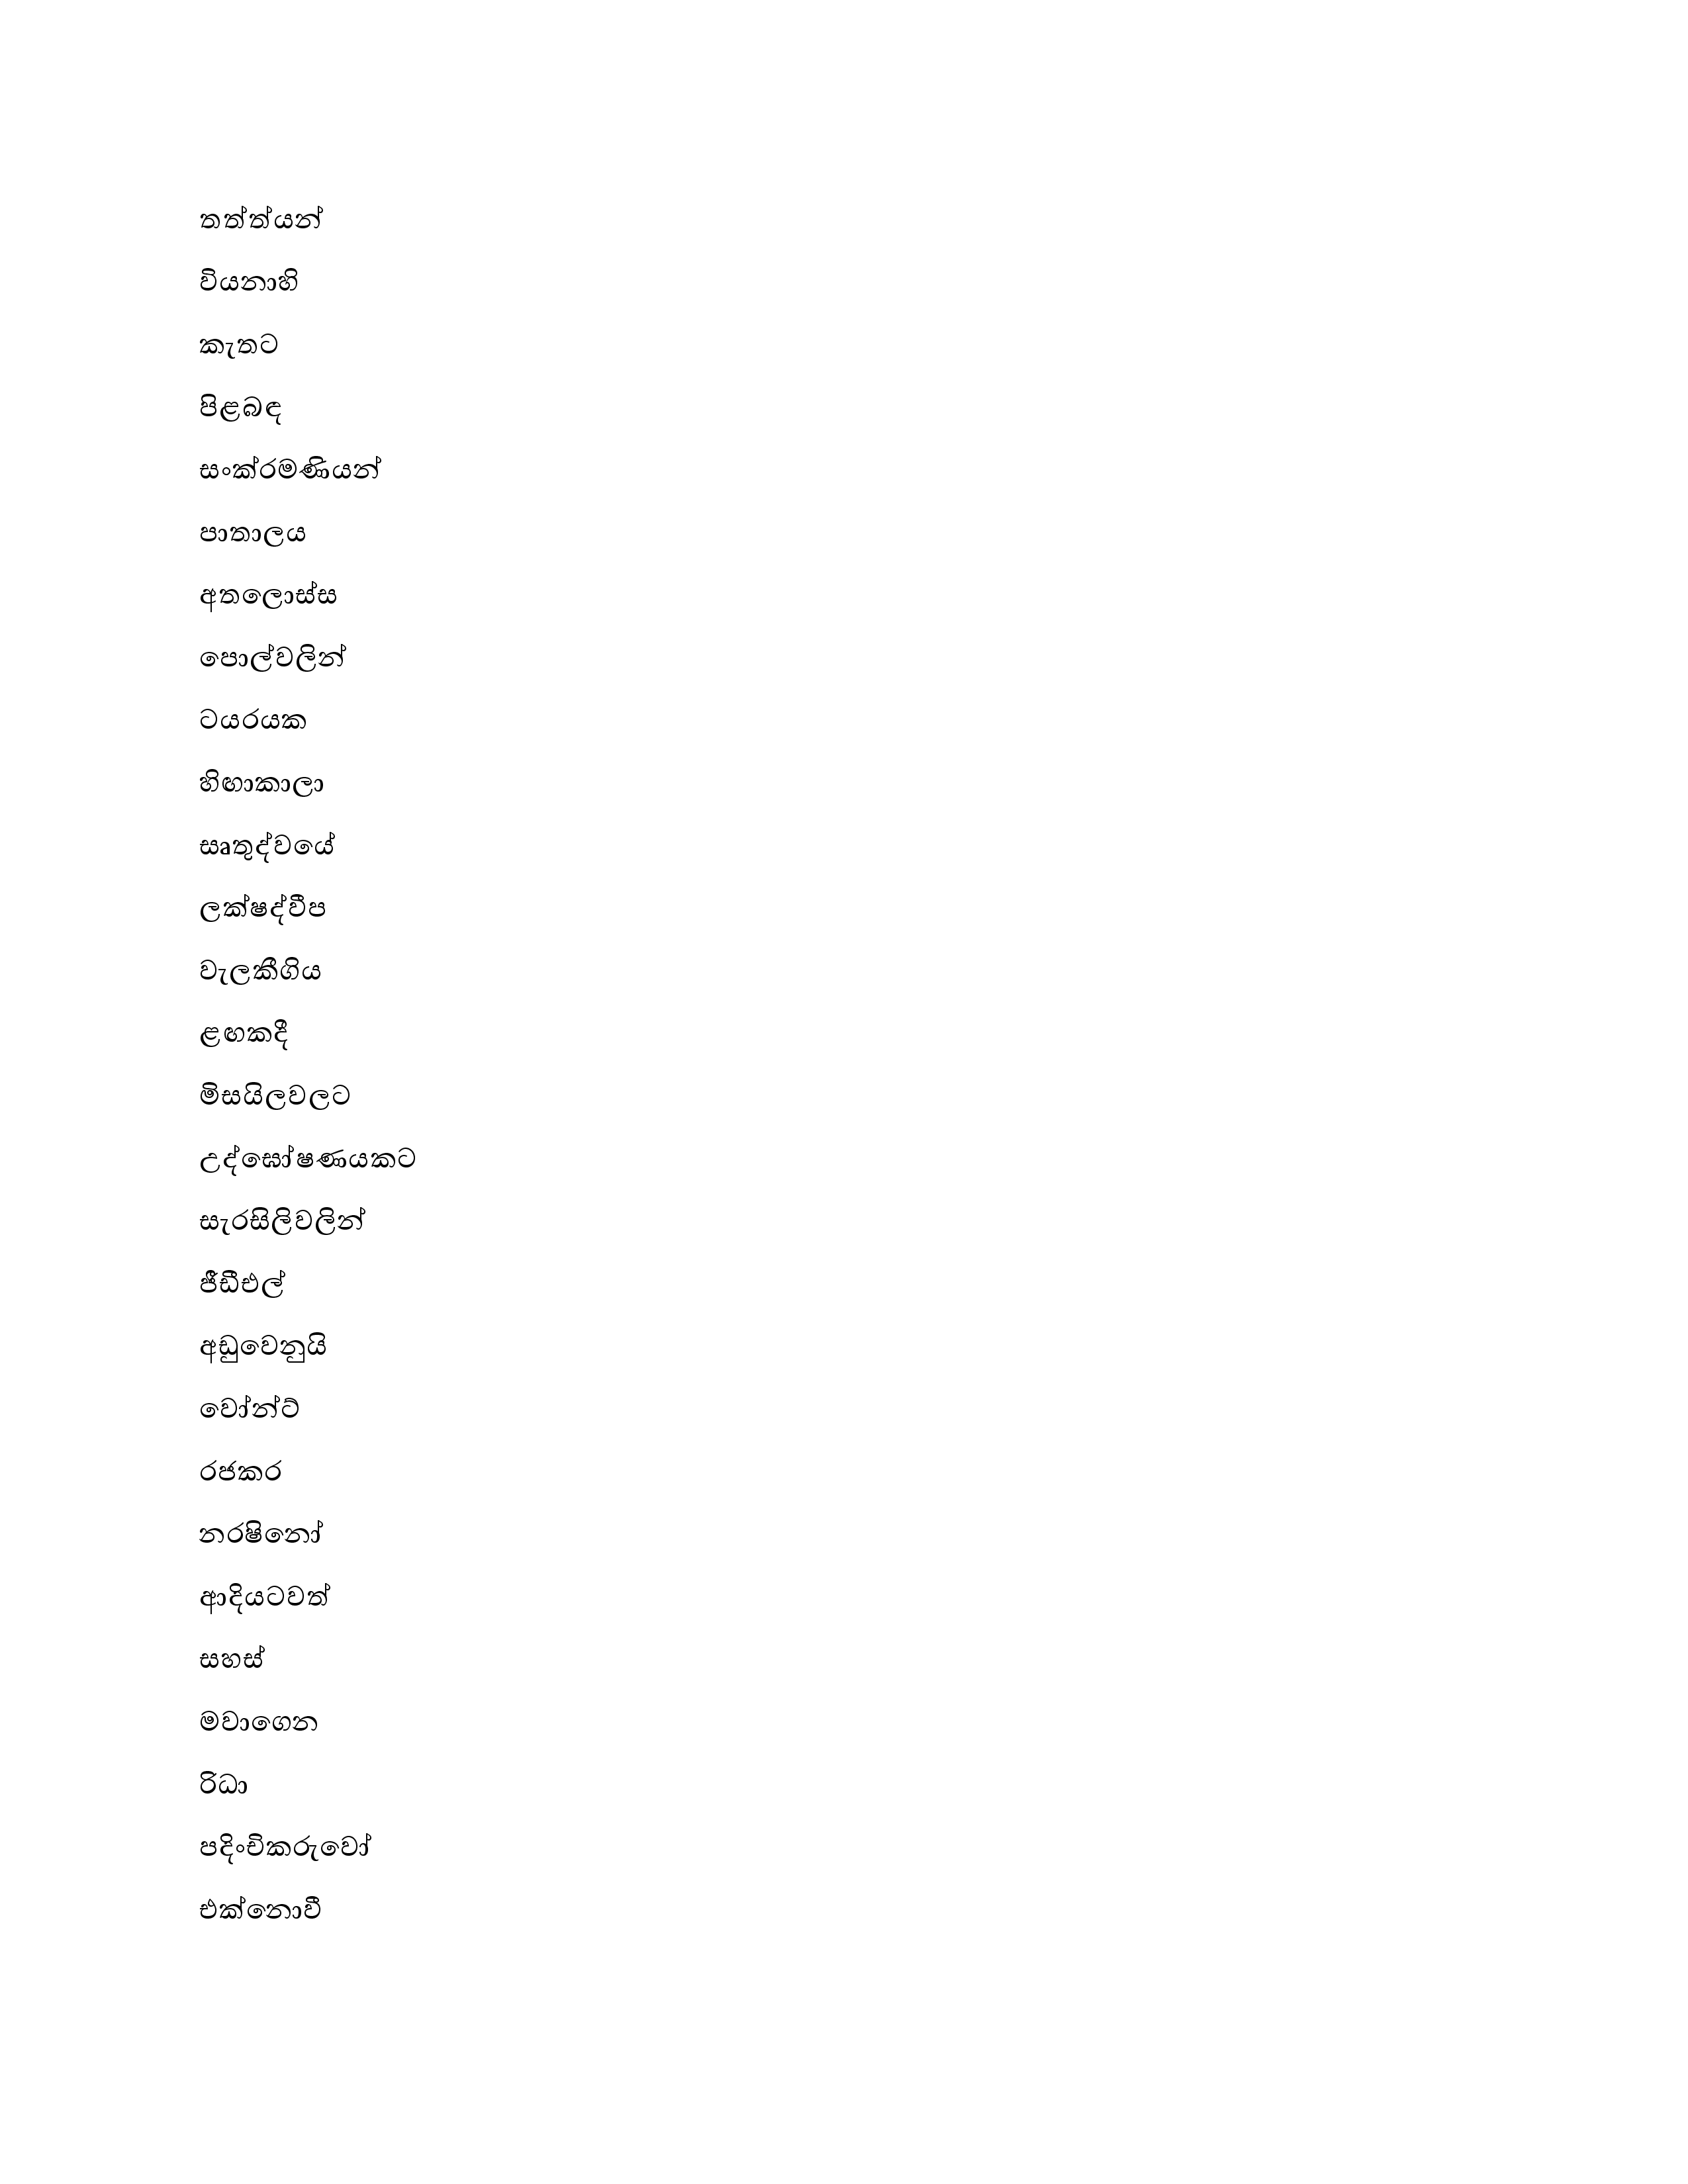 තත්ත්යන්
වියනාහි
කැතට
පිළබඳ
සංක්රමණියන්
පාතාලය
අතලොස්ස
පොල්වලින්
ටයරයක
හිඟාකාලා
සෘතුද්වයේ
ලක්ෂද්වීප
වැලකීගිය
ළඟකදී
මිසයිලවලට
උද්ඝෝෂණයකට
සැරසිලිවලින්
ජීඩීඑල්
අඩුවෙනුයි
වෝන්ට්
රජකර
නරෂිනෝ
ආදියටවත්
සහස්
මවාගෙන
රිධා
පදිංචිකරුවෝ
එක්නොවී